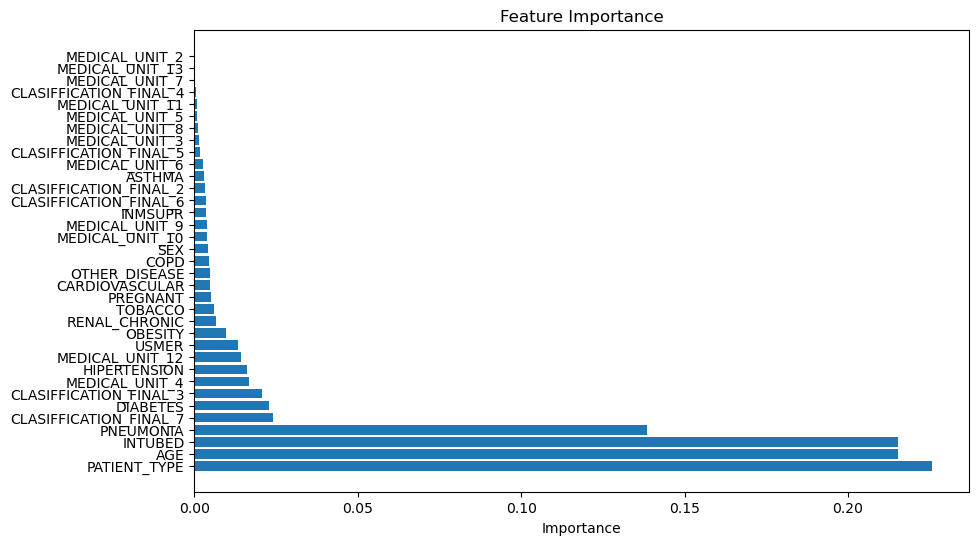 Feature Importance
MEDICAL_UNIT_2
MEDICAL_UNIT_13
MEDICAL_UNIT_7
CLASIFFICATION_FINAL_4
MEDICAL_UNIT_11
MEDICAL_UNIT_5
MEDICAL_UNIT_8
MEDICAL_UNIT_3
CLASIFFICATION_FINAL_5
MEDICAL_UNIT_6
ASTHMA
CLASIFFICATION_FINAL_2
CLASIFFICATION_FINAL_6
INMSUPR
MEDICAL_UNIT_9
MEDICAL_UNIT_10
SEX
COPD
OTHER_DISEASE
CARDIOVASCULAR
PREGNANT
TOBACCO
RENAL_CHRONIC
OBESITY
USMER
MEDICAL_UNIT_12
HIPERTENSION
MEDICAL_UNIT_4
CLASIFFICATION_FINAL_3
DIABETES
CLASIFFICATION_FINAL_7
PNEUMONIA
INTUBED
AGE
PATIENT_TYPE
0.00 0.05 0.10 0.15 0.20
Importance